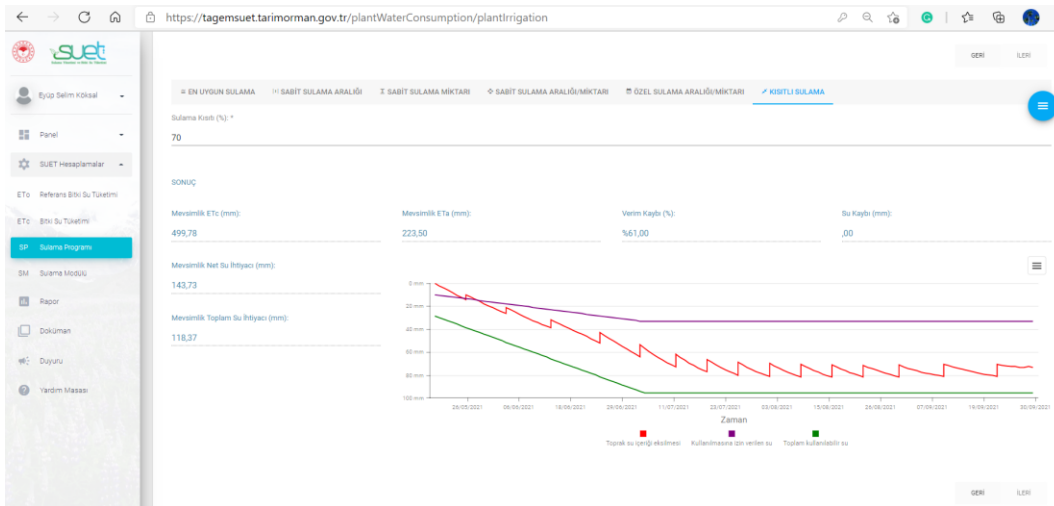 https://tagemsuet.tarimorman.gov.tr/plantWaterConsumption/plantIrrigation
suet
GERİ İLERİ
Eyüp Selim Köksal
EN UYGUN SULAMA SABİT SULAMA ARALIĞI SABİT SULAMA MİKTARI SABİT SULAMA ARALIĞI/MİKTARI ÖZEL SULAMA ARALIĞI/MİKTARI KISITLI SULAMA
Sulama Kısıtı (%): *
70
Panel
SUET Hesaplamalar
ETo Referans Bitki Su Tüketimi
ETc Bitki Su Tüketimi
SP Sulama Programı
SM Sulama Modülü
Rapor
Doküman
Duyuru
Yardım Masası
SONUÇ
Mevsimlik ETc (mm): Mevsimlik ETa (mm): Verim Kaybı (%): Su Kaybı (mm):
499,78 223,50 %61,00 ,00
Mevsimlik Net Su İhtiyacı (mm):
143,73
Mevsimlik Toplam Su İhtiyacı (mm):
118,37
0 mm
20 mm
40 mm
60 mm
80 mm
100 mm
26/05/2021 06/06/2021 18/06/2021 29/06/2021 11/07/2021 23/07/2021 03/08/2021 15/08/2021 26/08/2021 07/09/2021 19/09/2021 30/09/2021
Zaman
Toprak su içeriği eksilmesi Kullanılmasına izin verilen su Toplam kullanılabilir su
GERİ İLERİ